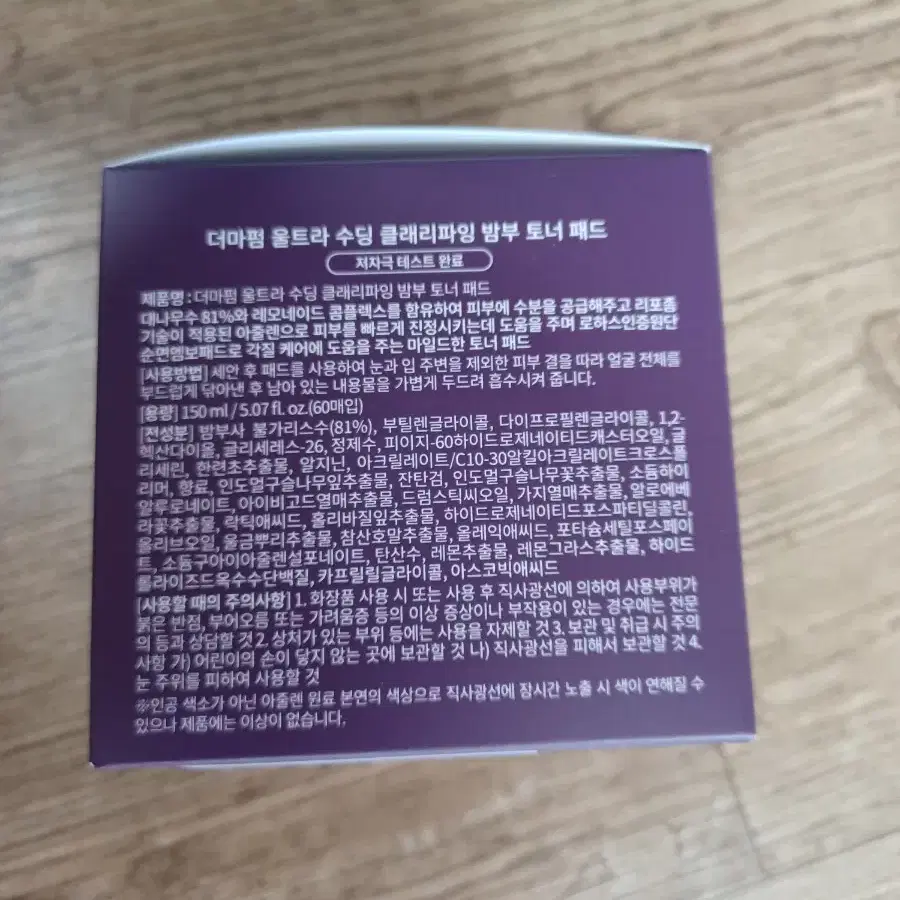 더마펌 울트라 수딩 클래리파잉 밤부 토너 패드
저자극 테스트 완료
제품명 : 더마펌 울트라 수딩 클래리파잉 밤부 토너 패드
대나무수 81%와 레모네이드 콤플렉스를 함유하여 피부에 수분을 공급해주고 리포좀
기술이 적용된 아줄렌으로 피부를 빠르게 진정시키는데 도움을 주며 로하스인증원단
순면엠보패드로 각질 케어에 도움을 주는 마일드한 토너 패드
[사용방법] 세안 후 패드를 사용하여 눈과 입 주변을 제외한 피부 결을 따라 얼굴 전체를
부드럽게 닦아낸 후 남아 있는 내용물을 가볍게 두드려 흡수시켜 줍니다.
[용량] 150 ml / 5.07 fl. oz.(60매입)
[전성분] 밤부사 불가리스수(81%), 부틸렌글라이콜, 다이프로필렌글라이콜, 1,2-
헥산다이올, 글리세레스-26, 정제수, 피이지-60하이드로제네이티드캐스터오일, 글
리세린, 한련초추출물, 알지닌, 아크릴레이트/C10-30알킬아크릴레이트크로스폴
리머, 향료, 인도멀구슬나무잎추출물, 잔탄검, 인도멀구슬나무꽃추출물, 소듐하이
알루로네이트, 아이비고드열매추출물, 드럼스틱씨오일, 가지열매추출물, 알로에베
라꽃추출물, 락틱애씨드, 홀리바질잎추출물, 하이드로제네이티드포스파티딜콜린,
올리브오일, 울금뿌리추출물, 참산호말추출물, 올레익애씨드, 포타슘세틸포스페이
트, 소듐구아이아줄렌설포네이트, 탄산수, 레몬추출물, 레몬그라스추출물, 하이드
롤라이즈드옥수수단백질, 카프릴릴글라이콜, 아스코빅애씨드
[사용할 때의 주의사항] 1. 화장품 사용 시 또는 사용 후 직사광선에 의하여 사용부위가
붉은 반점, 부어오름 또는 가려움증 등의 이상 증상이나 부작용이 있는 경우에는 전문
의 등과 상담할 것 2. 상처가 있는 부위 등에는 사용을 자제할 것 3. 보관 및 취급 시 주의
사항 가) 어린이의 손이 닿지 않는 곳에 보관할 것 나) 직사광선을 피해서 보관할 것 4.
눈 주위를 피하여 사용할 것
※인공 색소가 아닌 아줄렌 원료 본연의 색상으로 직사광선에 장시간 노출 시 색이 연해질 수
있으나 제품에는 이상이 없습니다.